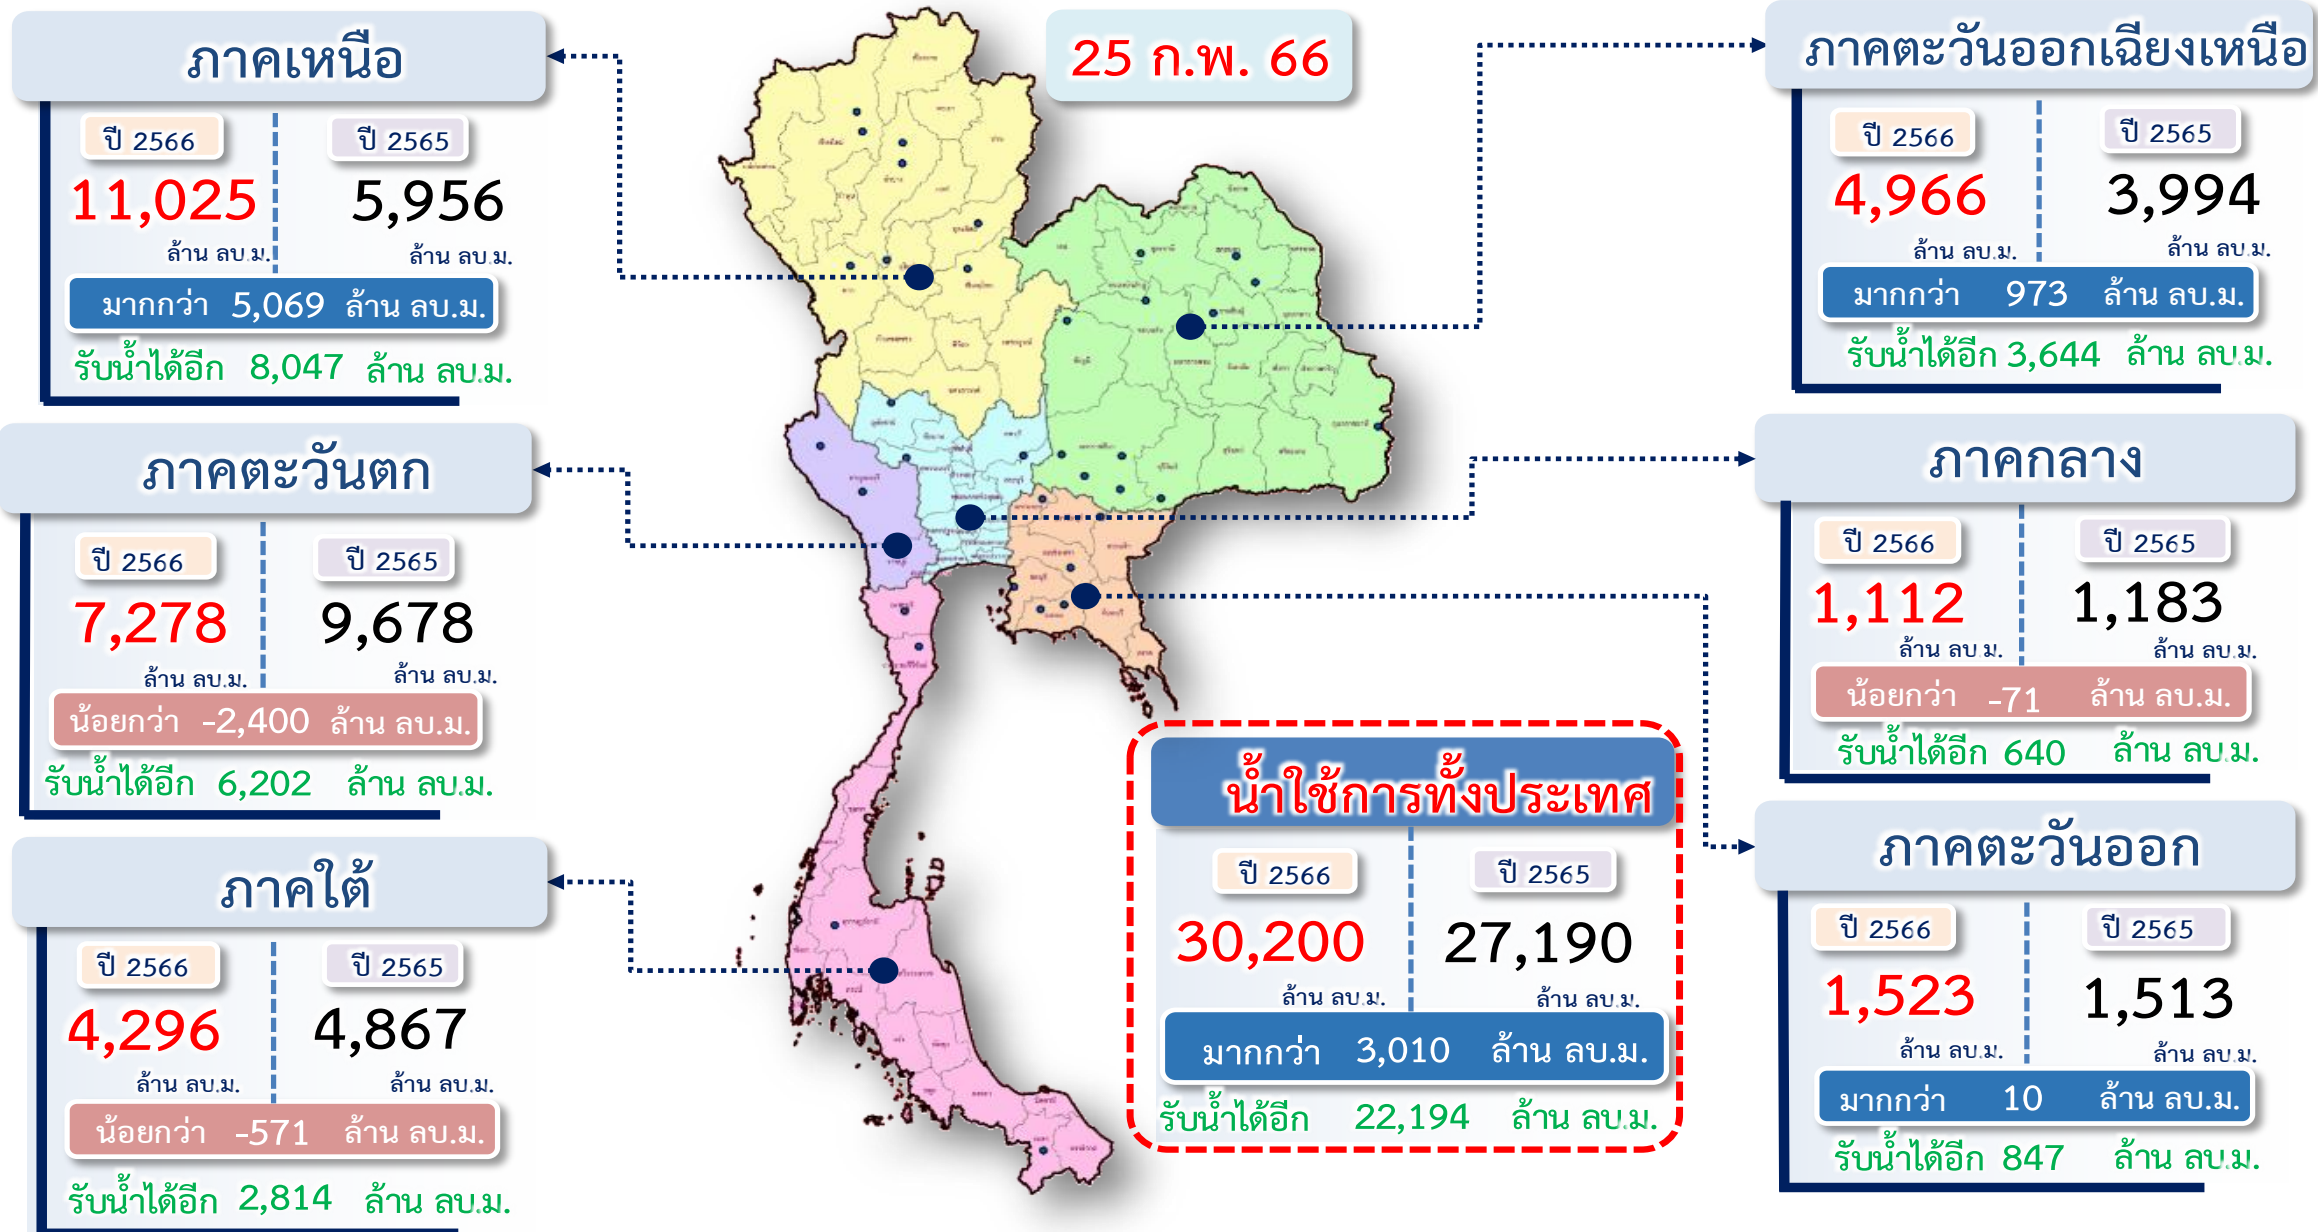 ภาคเหนือ
ปี 2566 ปี 2565
11,025 5,956
ล้าน ลบ.ม. ล้าน ลบ.ม.
มากกว่า 5,069 ล้าน ลบ.ม.
รับน้ำได้อีก 8,047 ล้าน ลบ.ม.
ภาคตะวันตก
ปี 2566 ปี 2565
7,278 9,678
ล้าน ลบ.ม. ล้าน ลบ.ม.
น้อยกว่า -2,400 ล้าน ลบ.ม.
รับน้ำได้อีก 6,202 ล้าน ลบ.ม.
ภาคใต้
ปี 2566 ปี 2565
4,296 4,867
ล้าน ลบ.ม. ล้าน ลบ.ม.
น้อยกว่า -571 ล้าน ลบ.ม.
รับน้ำได้อีก 2,814 ล้าน ลบ.ม.
25 ก.พ. 66
น้ำใช้การทั้งประเทศ
ปี 2566 ปี 2565
30,200 27,190
ล้าน ลบ.ม. ล้าน ลบ.ม.
มากกว่า 3,010 ล้าน ลบ.ม.
รับน้ำได้อีก 22,194 ล้าน ลบ.ม.
ภาคตะวันออกเฉียงเหนือ
ปี 2566 ปี 2565
4,966 3,994
ล้าน ลบ.ม. ล้าน ลบ.ม.
มากกว่า 973 ล้าน ลบ.ม.
รับน้ำได้อีก 3,644 ล้าน ลบ.ม.
ภาคกลาง
ปี 2566 ปี 2565
1,112 1,183
ล้าน ลบ.ม. ล้าน ลบ.ม.
น้อยกว่า -71 ล้าน ลบ.ม.
รับน้ำได้อีก 640 ล้าน ลบ.ม.
ภาคตะวันออก
ปี 2566 ปี 2565
1,523 1,513
ล้าน ลบ.ม. ล้าน ลบ.ม.
มากกว่า 10 ล้าน ลบ.ม.
รับน้ำได้อีก 847 ล้าน ลบ.ม.